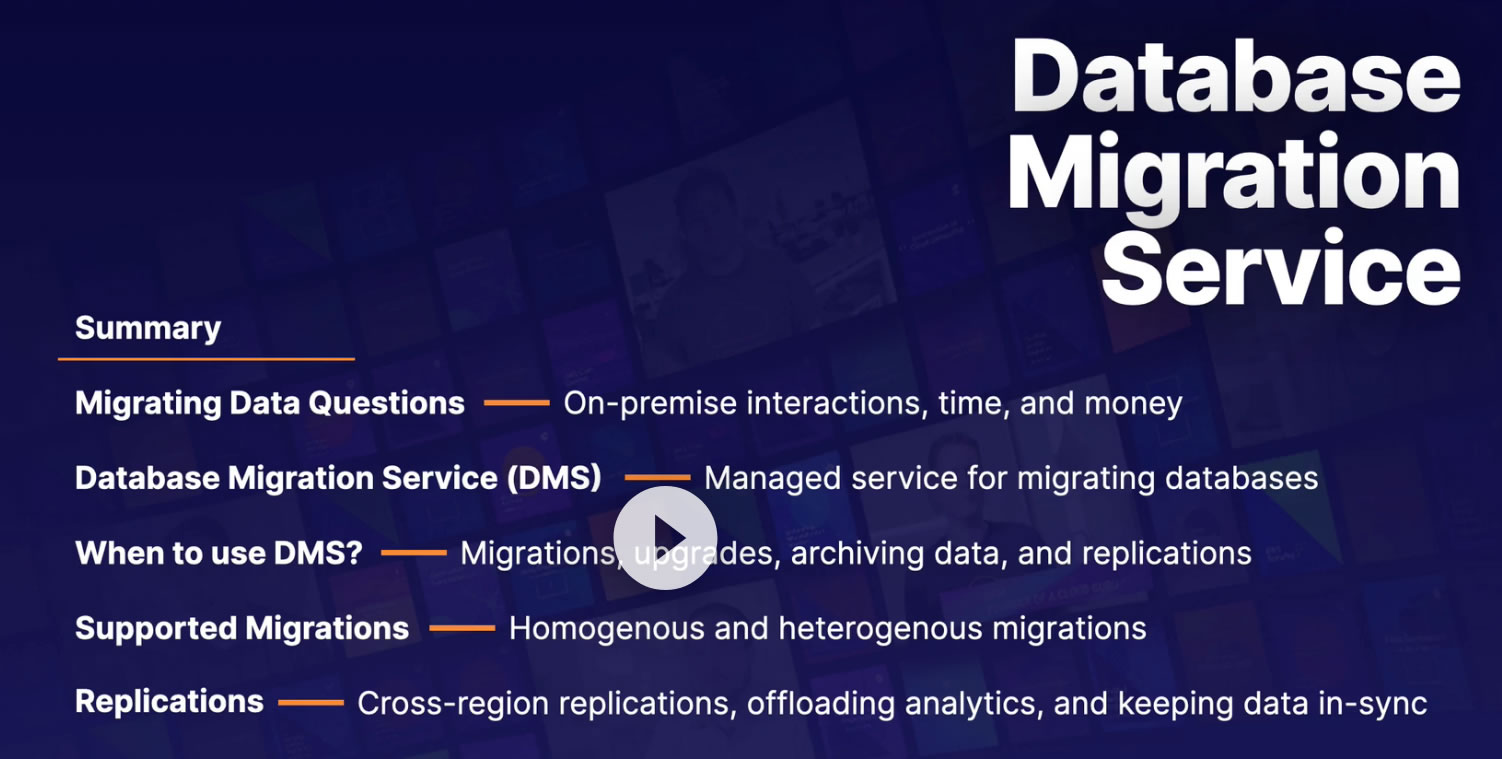 Database
Migration
Service
Summary
Migrating Data Questions — On-premise interactions, time, and money
Database Migration Service (DMS) — Managed service for migrating databases
When to use DMS? — Migrations, upgrades, archiving data, and replications
Supported Migrations — Homogenous and heterogenous migrations
Replications — Cross-region replications, offloading analytics, and keeping data in-sync